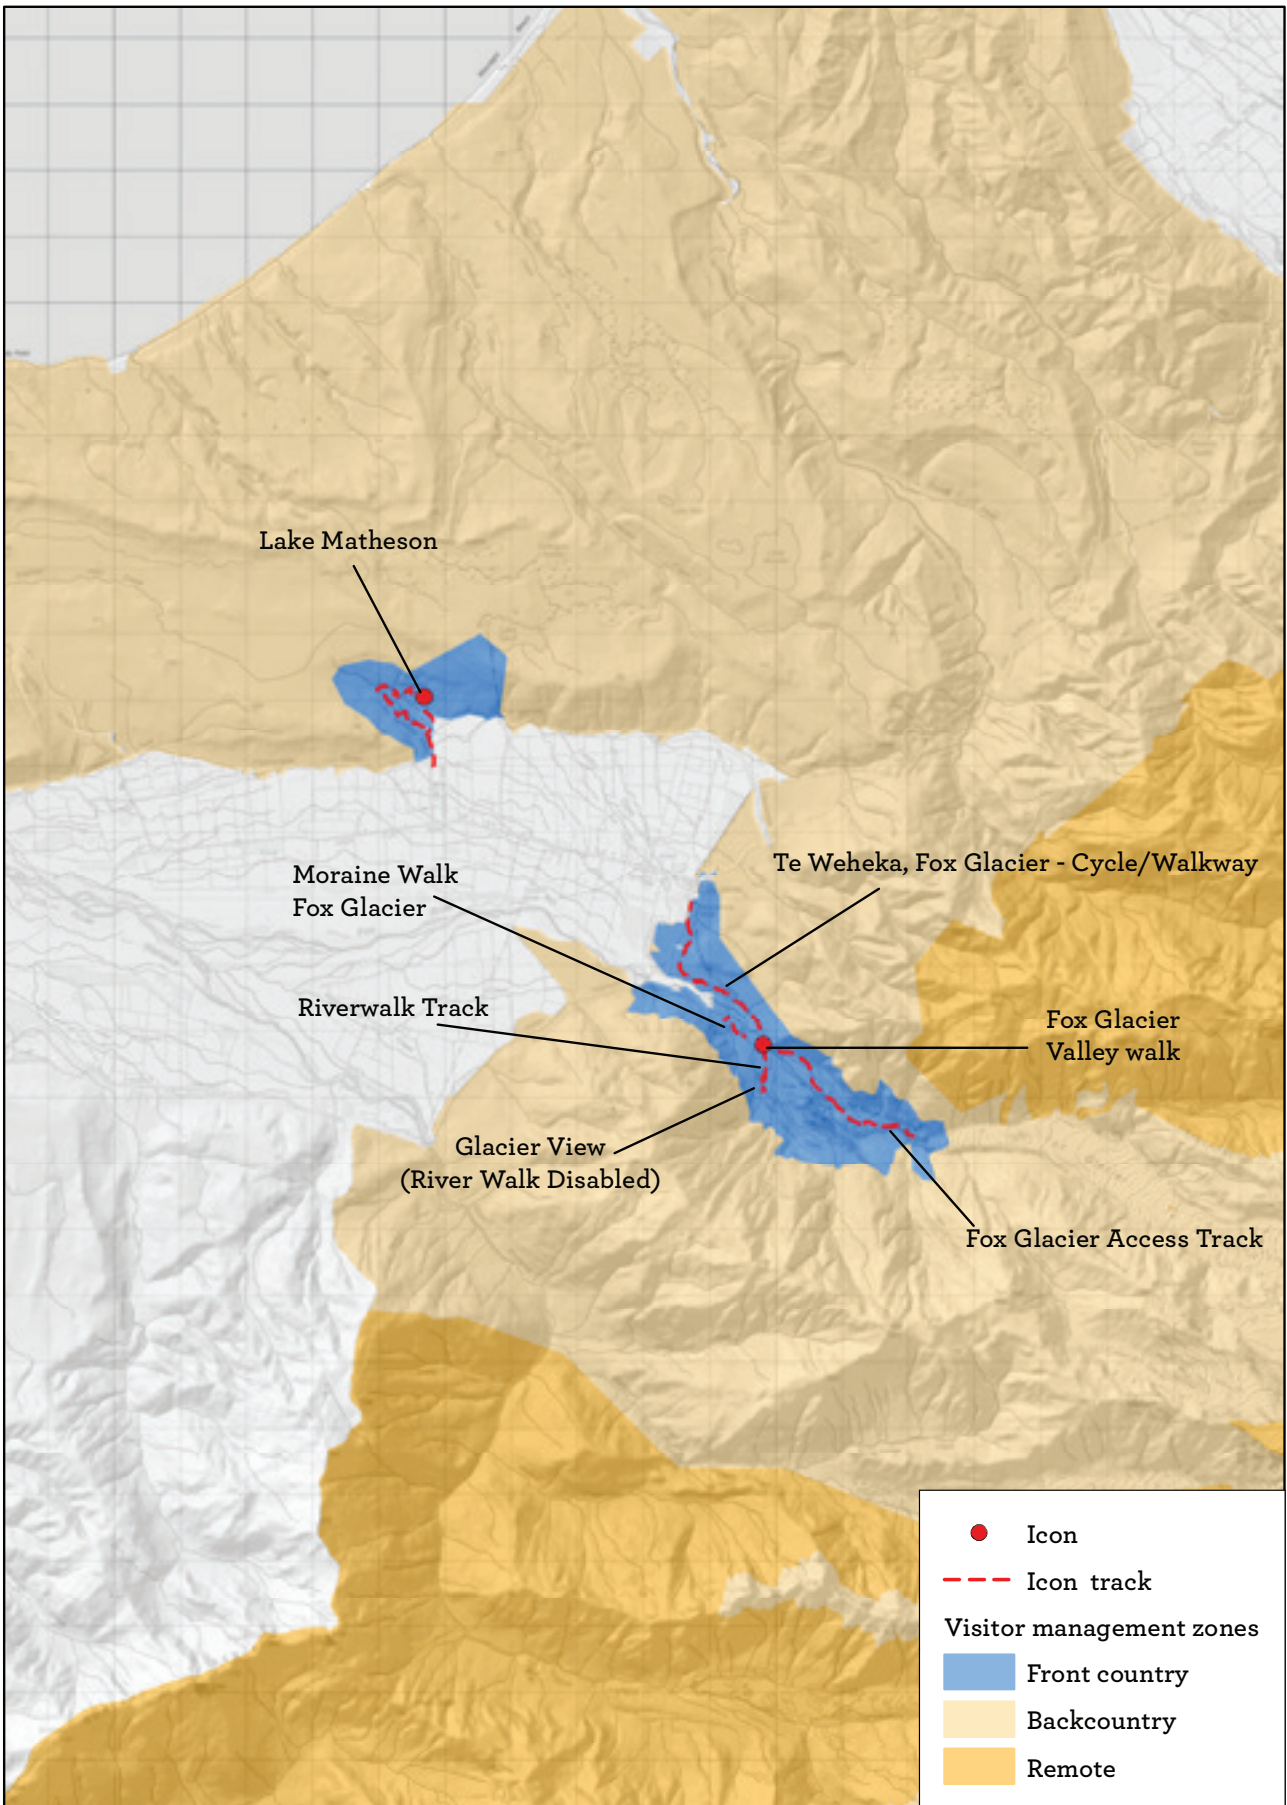 Lake Matheson
Te Weheka, Fox Glacier - Cycle/Walkway
Moraine Walk
Fox Glacier
Riverwalk Track
Fox Glacier
Valley walk
Glacier View
(River Walk Disabled)
Fox Glacier Access Track
Icon
Icon track
Visitor management zones
Front country
Backcountry
Remote